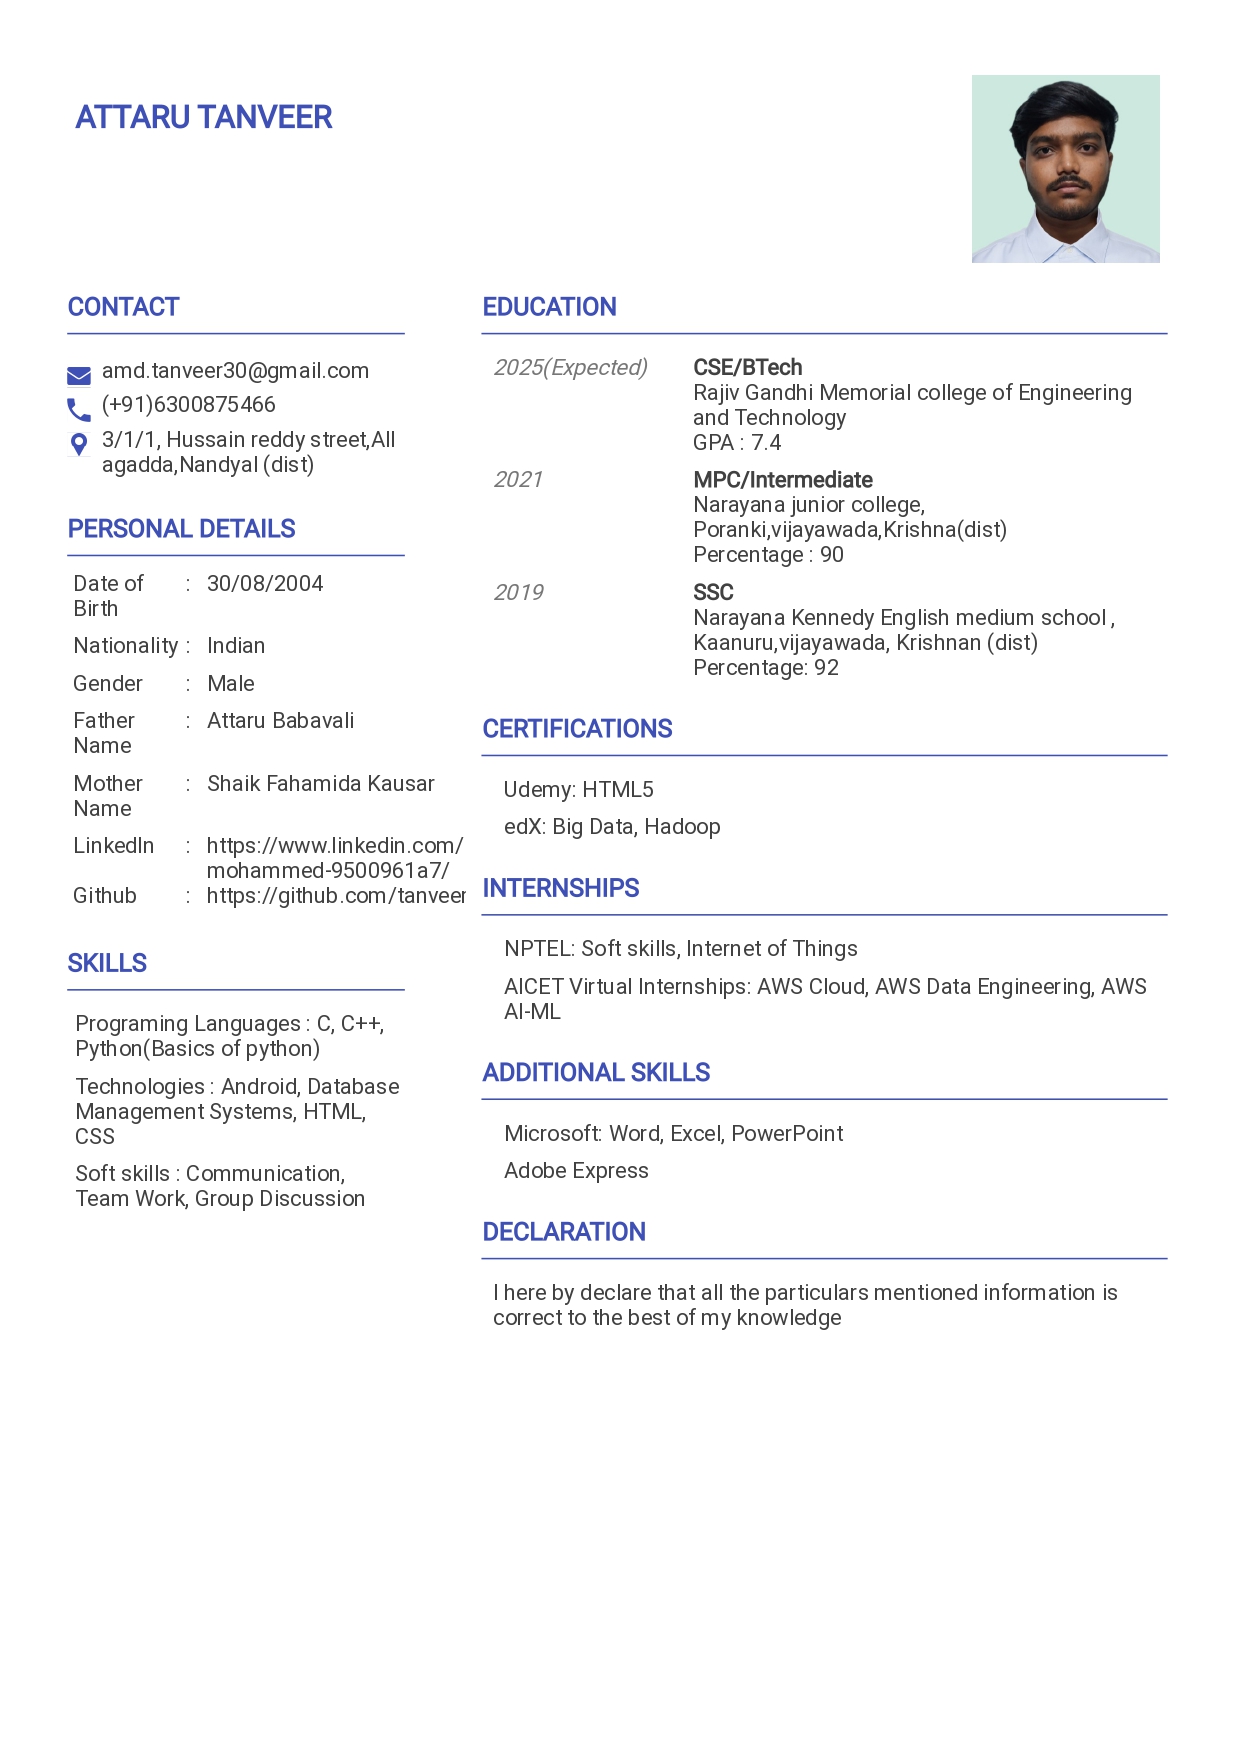 ATTARU TANVEER
CONTACT
amd.tanveer30@gmail.com
(+91)6300875466
3/1/1, Hussain reddy street,All
agadda,Nandyal (dist)
PERSONAL DETAILS
Date of : 30/08/2004
Birth
Nationality : Indian
Gender : Male
Father : Attaru Babavali
Name
Mother : Shaik Fahamida Kausar
Name
LinkedIn : https://www.linkedin.com/
mohammed-9500961a7/
Github : https://github.com/tanveer
SKILLS
Programing Languages : C, C++,
Python(Basics of python)
Technologies : Android, Database
Management Systems, HTML,
CSS
Soft skills : Communication,
Team Work, Group Discussion
EDUCATION
2025(Expected) CSE/BTech
Rajiv Gandhi Memorial college of Engineering
and Technology
GPA : 7.4
2021 MPC/Intermediate
Narayana junior college,
Poranki,vijayawada,Krishna(dist)
Percentage : 90
2019 SSC
Narayana Kennedy English medium school ,
Kaanuru,vijayawada, Krishnan (dist)
Percentage: 92
CERTIFICATIONS
Udemy: HTML5
edX: Big Data, Hadoop
INTERNSHIPS
NPTEL: Soft skills, Internet of Things
AICET Virtual Internships: AWS Cloud, AWS Data Engineering, AWS
AI-ML
ADDITIONAL SKILLS
Microsoft: Word, Excel, PowerPoint
Adobe Express
DECLARATION
I here by declare that all the particulars mentioned information is
correct to the best of my knowledge